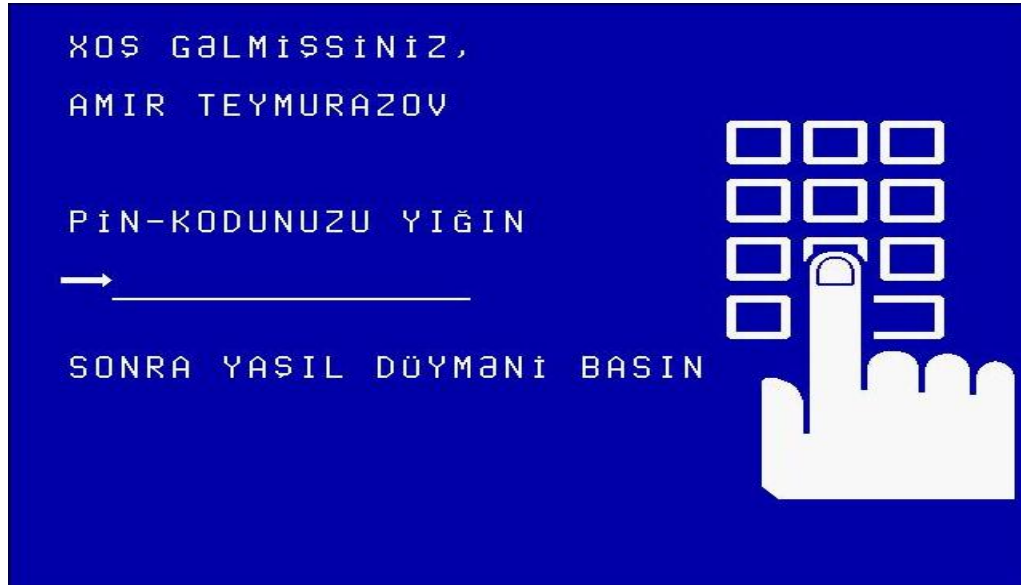 XOŞ GƏLMİŞSİNİZ,
AMIR TEYMURAZOV
PİN-KODUNUZU YIĞIN
SONRA YAŞIL DÜYMƏNİ BASIN